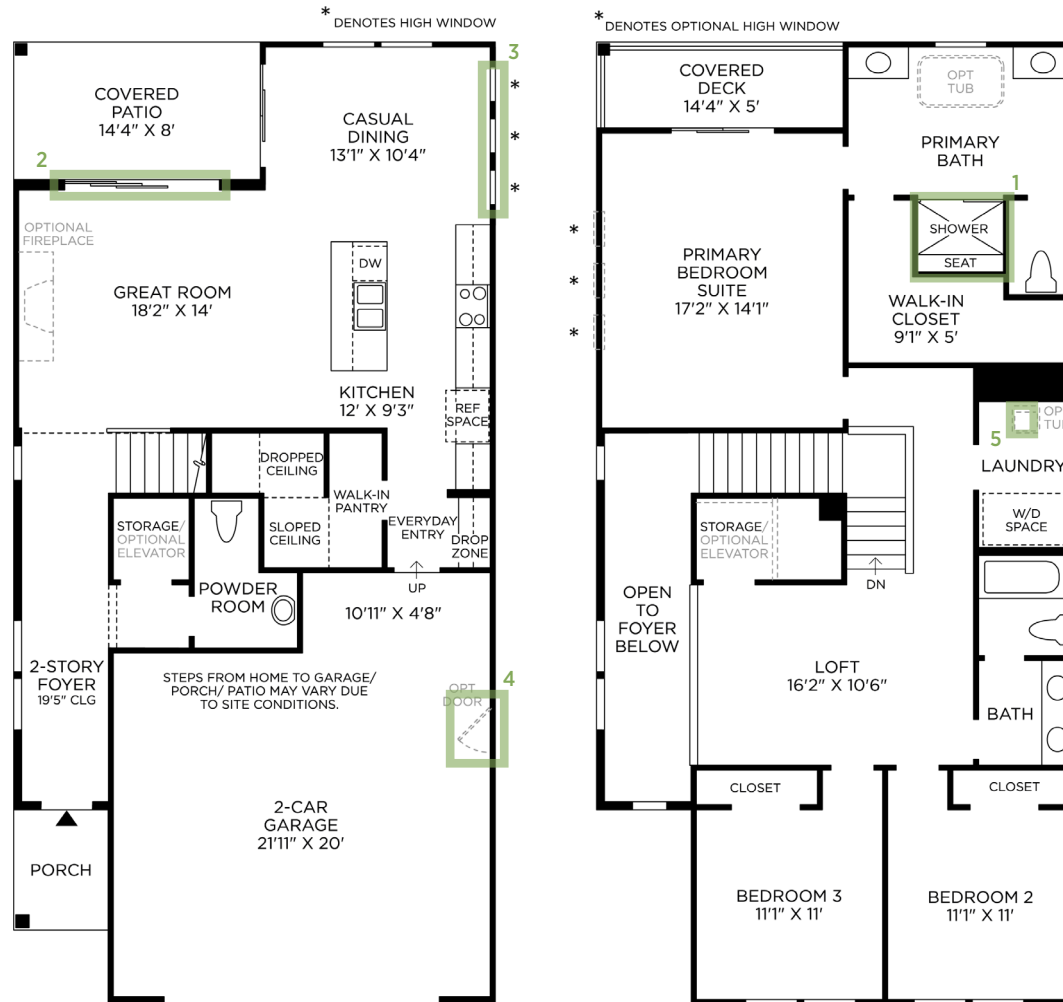 * DENOTES HIGH WINDOW
3
COVERED
PATIO
14'4" X 8'
CASUAL
DINING
13'1" X 10'4"
*
*
*
2
OPTIONAL
FIREPLACE
GREAT ROOM
18'2" X 14'
DW
KITCHEN
12' X 9'3"
REF
SPACE
DROPPED
CEILING
WALK-IN
PANTRY
SLOPED
CEILING
EVERYDAY
ENTRY
DROP
ZONE
STORAGE/
OPTIONAL
ELEVATOR
POWDER
ROOM
UP
10'11" X 4'8"
2-STORY
FOYER
19'5" CLG
STEPS FROM HOME TO GARAGE/
PORCH/ PATIO MAY VARY DUE
TO SITE CONDITIONS.
OPT
DOOR
4
2-CAR
GARAGE
21'11" X 20'
PORCH
* DENOTES OPTIONAL HIGH WINDOW
COVERED
DECK
14'4" X 5'
OPT
TUB
PRIMARY
BATH
1
SHOWER
SEAT
*
*
*
PRIMARY
BEDROOM
SUITE
17'2" X 14'1"
WALK-IN
CLOSET
9'1" X 5'
5
OP
TU
LAUNDRY
W/D
SPACE
STORAGE/
OPTIONAL
ELEVATOR
DN
OPEN
TO
FOYER
BELOW
LOFT
16'2" X 10'6"
BATH
CLOSET
CLOSET
BEDROOM 3
11'1" X 11'
BEDROOM 2
11'1" X 11'